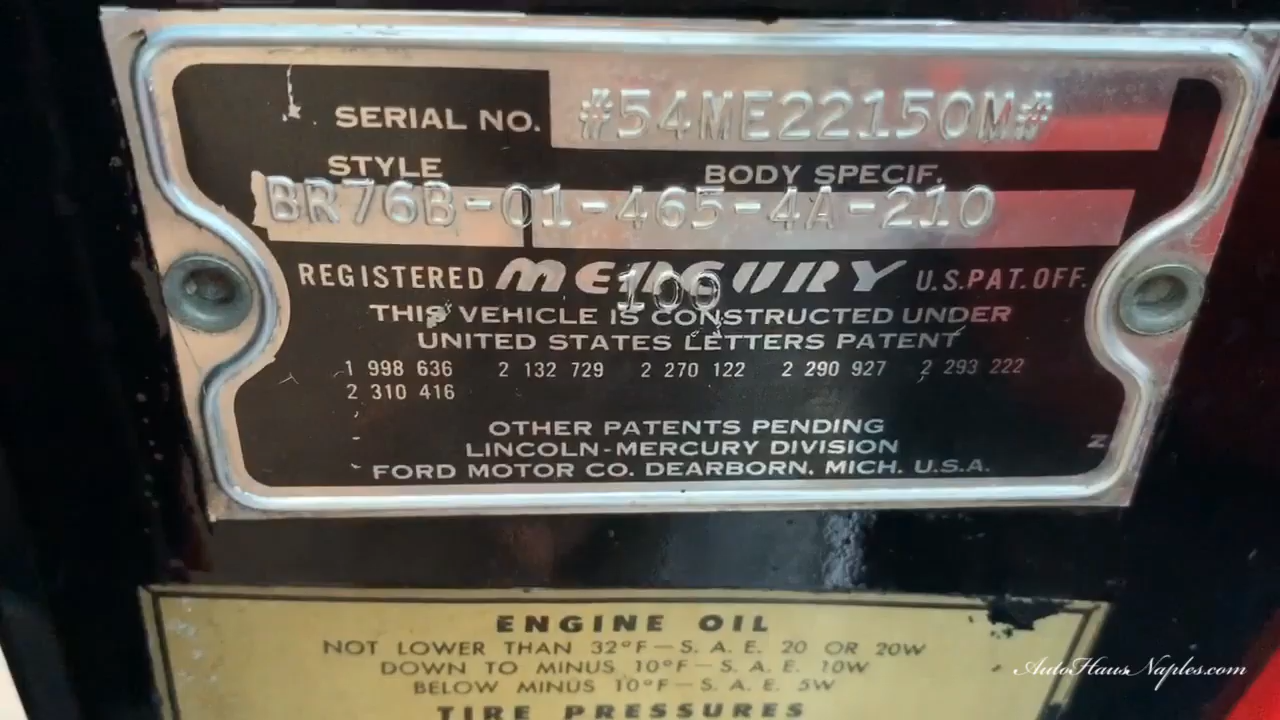 SERIAL NO. #54ME22150M#
STYLE BODY SPECIF.
BR76B-01-465-4A-210
REGISTERED MERCURY U.S.PAT.OFF.
100
THIS VEHICLE IS CONSTRUCTED UNDER
UNITED STATES LETTERS PATENT
1 998 636 2 132 729 2 270 122 2 290 927 2 293 222
2 310 416
OTHER PATENTS PENDING
LINCOLN-MERCURY DIVISION
FORD MOTOR CO. DEARBORN, MICH. U.S.A.
Z
ENGINE OIL
NOT LOWER THAN 32°F-S. A. E. 20 OR 20W
DOWN TO MINUS 10°F-S. A. E. 10W
BELOW MINUS 10°F-S. A. E. 5W
TIRE PRESSURES
AutoHausNaples.com